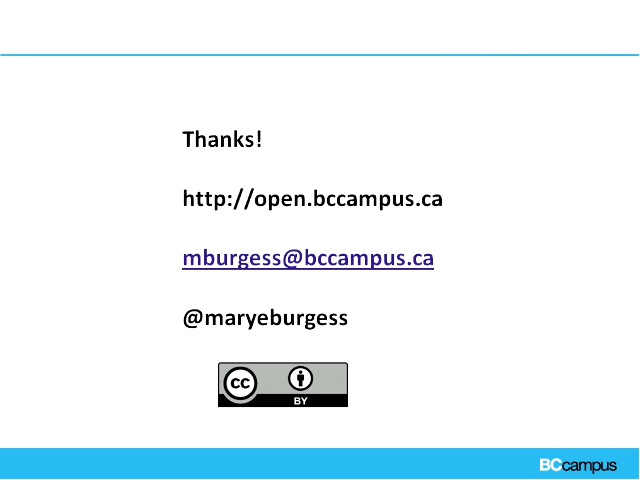 Thanks!
http://open.bccampus.ca
mburgess@bccampus.ca
@maryeburgess
cc
BY
BCcampus